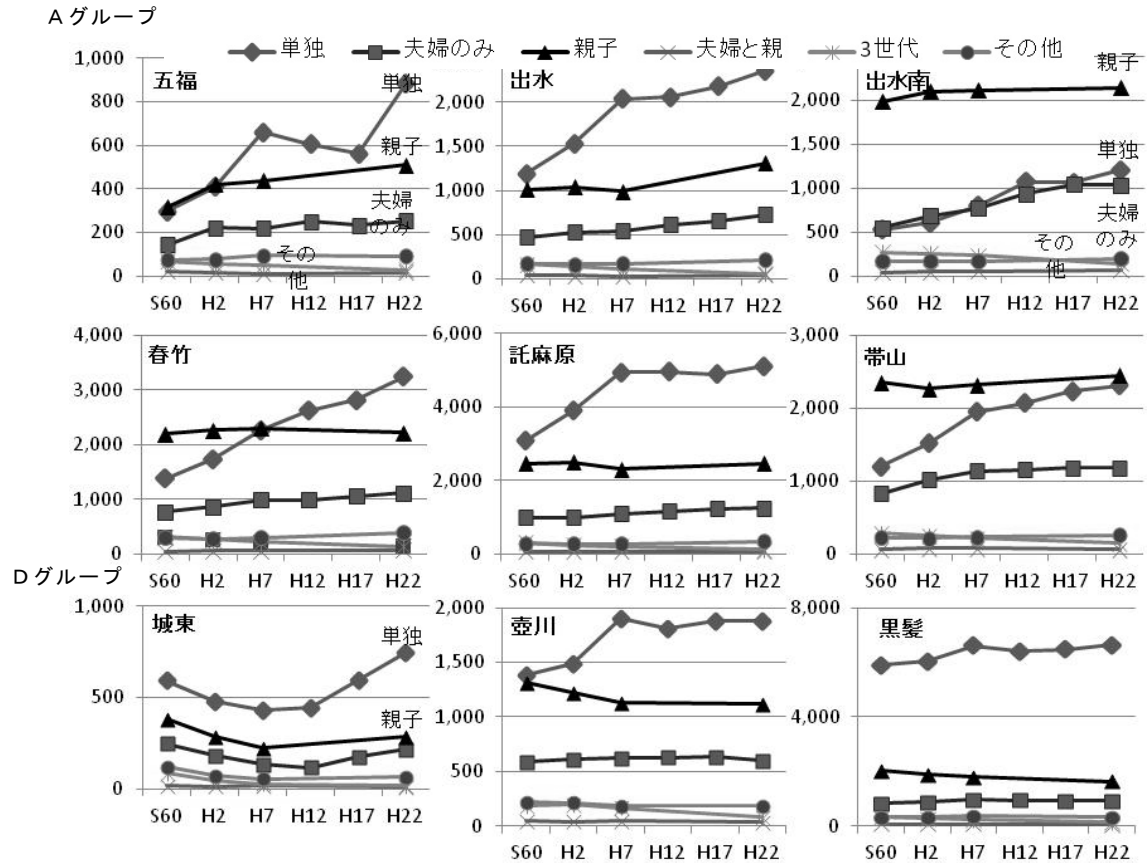 Aグループ
単独 夫婦のみ 親子 夫婦と親 3世代 その他
五福
1,000
800
600
400
200
0
単独
親子
夫婦
のみ
その
他
S60 H2 H7 H12 H17 H22
出水
2,000
1,500
1,000
500
0
S60 H2 H7 H12 H17 H22
出水南
2,000
1,000
0
親子
単独
夫婦
のみ
その
他
S60 H2 H7 H12 H17 H22
春竹
4,000
3,000
2,000
1,000
0
S60 H2 H7 H12 H17 H22
託麻原
6,000
4,000
2,000
0
S60 H2 H7 H12 H17 H22
帯山
3,000
2,000
1,000
0
S60 H2 H7 H12 H17 H22
Dグループ
城東
1,000
500
0
単独
親子
S60 H2 H7 H12 H17 H22
壺川
2,000
1,500
1,000
500
0
S60 H2 H7 H12 H17 H22
黒髪
8,000
4,000
0
S60 H2 H7 H12 H17 H22